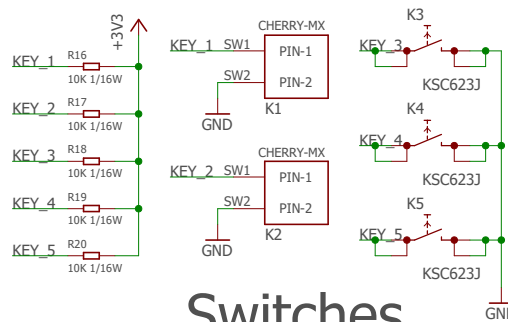 +3V3
KEY_1
R16
10K 1/16W
KEY_2
R17
10K 1/16W
KEY_3
R18
10K 1/16W
KEY_4
R19
10K 1/16W
KEY_5
R20
10K 1/16W
CHERRY-MX
KEY_1 SW1 PIN-1
SW2 PIN-2
GND
K1
CHERRY-MX
KEY_2 SW1 PIN-1
SW2 PIN-2
GND
K2
K3
KEY_3
KSC623J
K4
KEY_4
KSC623J
K5
KEY_5
KSC623J
GND
Switches